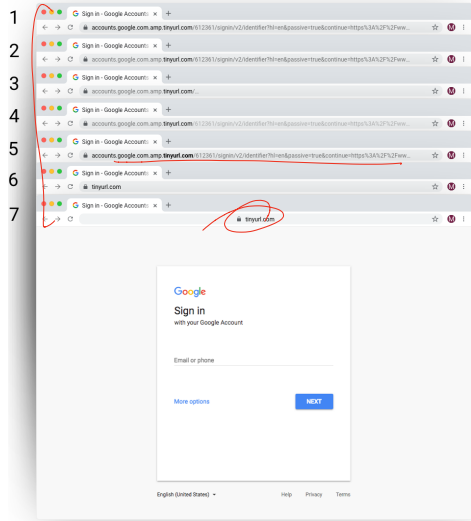 1
Sign in - Google Accounts × +
accounts.google.com.amp.tinyurl.com/612361/signin/v2/identifier?hl=en&passive=true&continue=https%3A%2F%2Fww...
2
Sign in - Google Accounts × +
accounts.google.com.amp.tinyurl.com/612361/signin/v2/identifier?hl=en&passive=true&continue=https%3A%2F%2Fww...
3
Sign in - Google Accounts × +
accounts.google.com.amp.tinyurl.com/...
4
Sign in - Google Accounts × +
accounts.google.com.amp.tinyurl.com/612361/signin/v2/identifier?hl=en&passive=true&continue=https%3A%2F%2Fww...
5
Sign in - Google Accounts × +
accounts.google.com.amp.tinyurl.com/612361/signin/v2/identifier?hl=en&passive=true&continue=https%3A%2F%2Fww...
6
Sign in - Google Accounts × +
tinyurl.com
7
Sign in - Google Accounts × +
tinyurl.com
Google
Sign in
with your Google Account
Email or phone
More options NEXT
English (United States) Help Privacy Terms